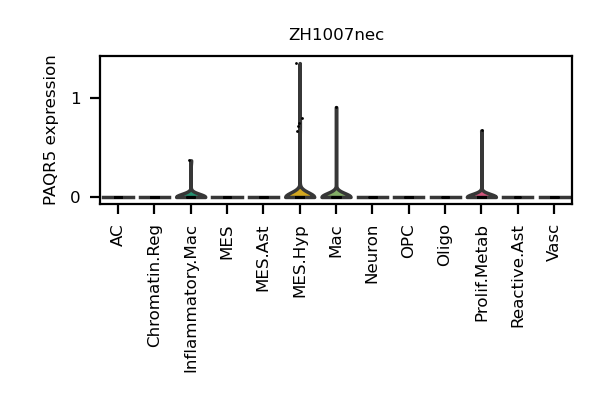 ZH1007nec
PAQR5 expression
1
0
AC
Chromatin.Reg
Inflammatory.Mac
MES
MES.Ast
MES.Hyp
Mac
Neuron
OPC
Oligo
Prolif.Metab
Reactive.Ast
Vasc